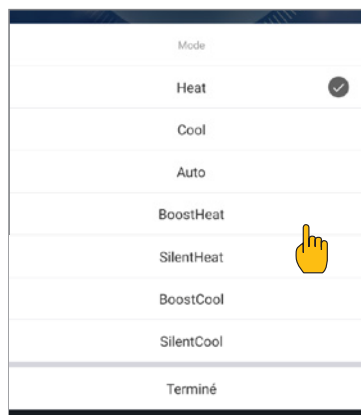 Mode
Heat
Cool
Auto
BoostHeat
SilentHeat
BoostCool
SilentCool
Terminé